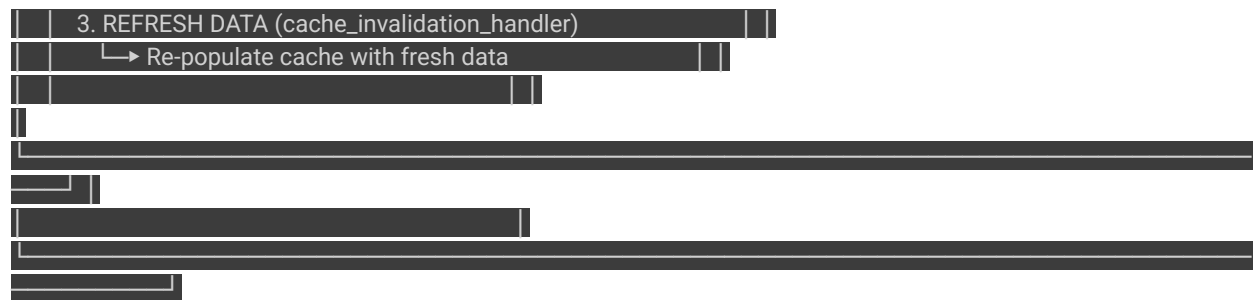 │ │ 3. REFRESH DATA (cache_invalidation_handler) │ │
│ │ └─► Re-populate cache with fresh data │ │
│ │ │ │
│
└──────────────────────────────────────────────────────────────────────
───┘ │
│ │
└──────────────────────────────────────────────────────────────────────
─────────┘